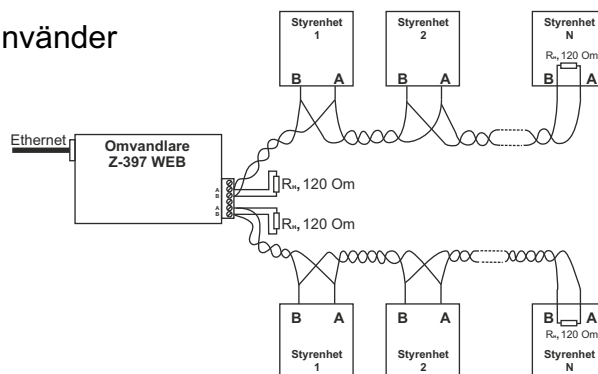 nvänder
Styrenhet
1
Styrenhet
2
Styrenhet
N
Rн, 120 Om
B A
B A
B A
Ethernet
Omvandlare
Z-397 WEB
A
B
A
B
Rн, 120 Om
Rн, 120 Om
B A
B A
B A
Rн, 120 Om
Styrenhet
1
Styrenhet
2
Styrenhet
N